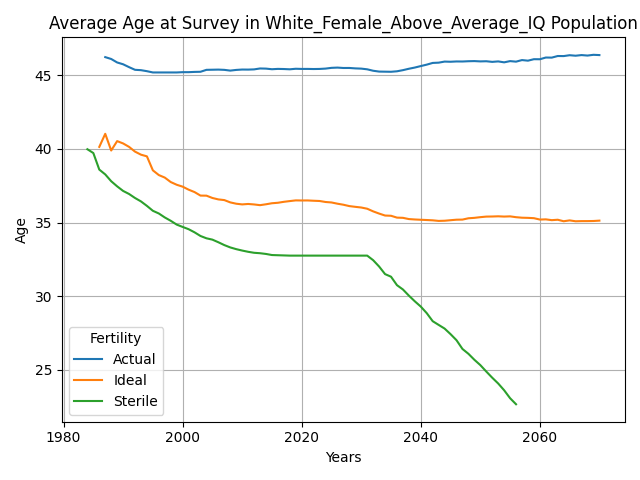 Average Age at Survey in White_Female_Above_Average_IQ Population
45
40
35
30
25
Age
Fertility
Actual
Ideal
Sterile
1980
2000
2020
2040
2060
Years